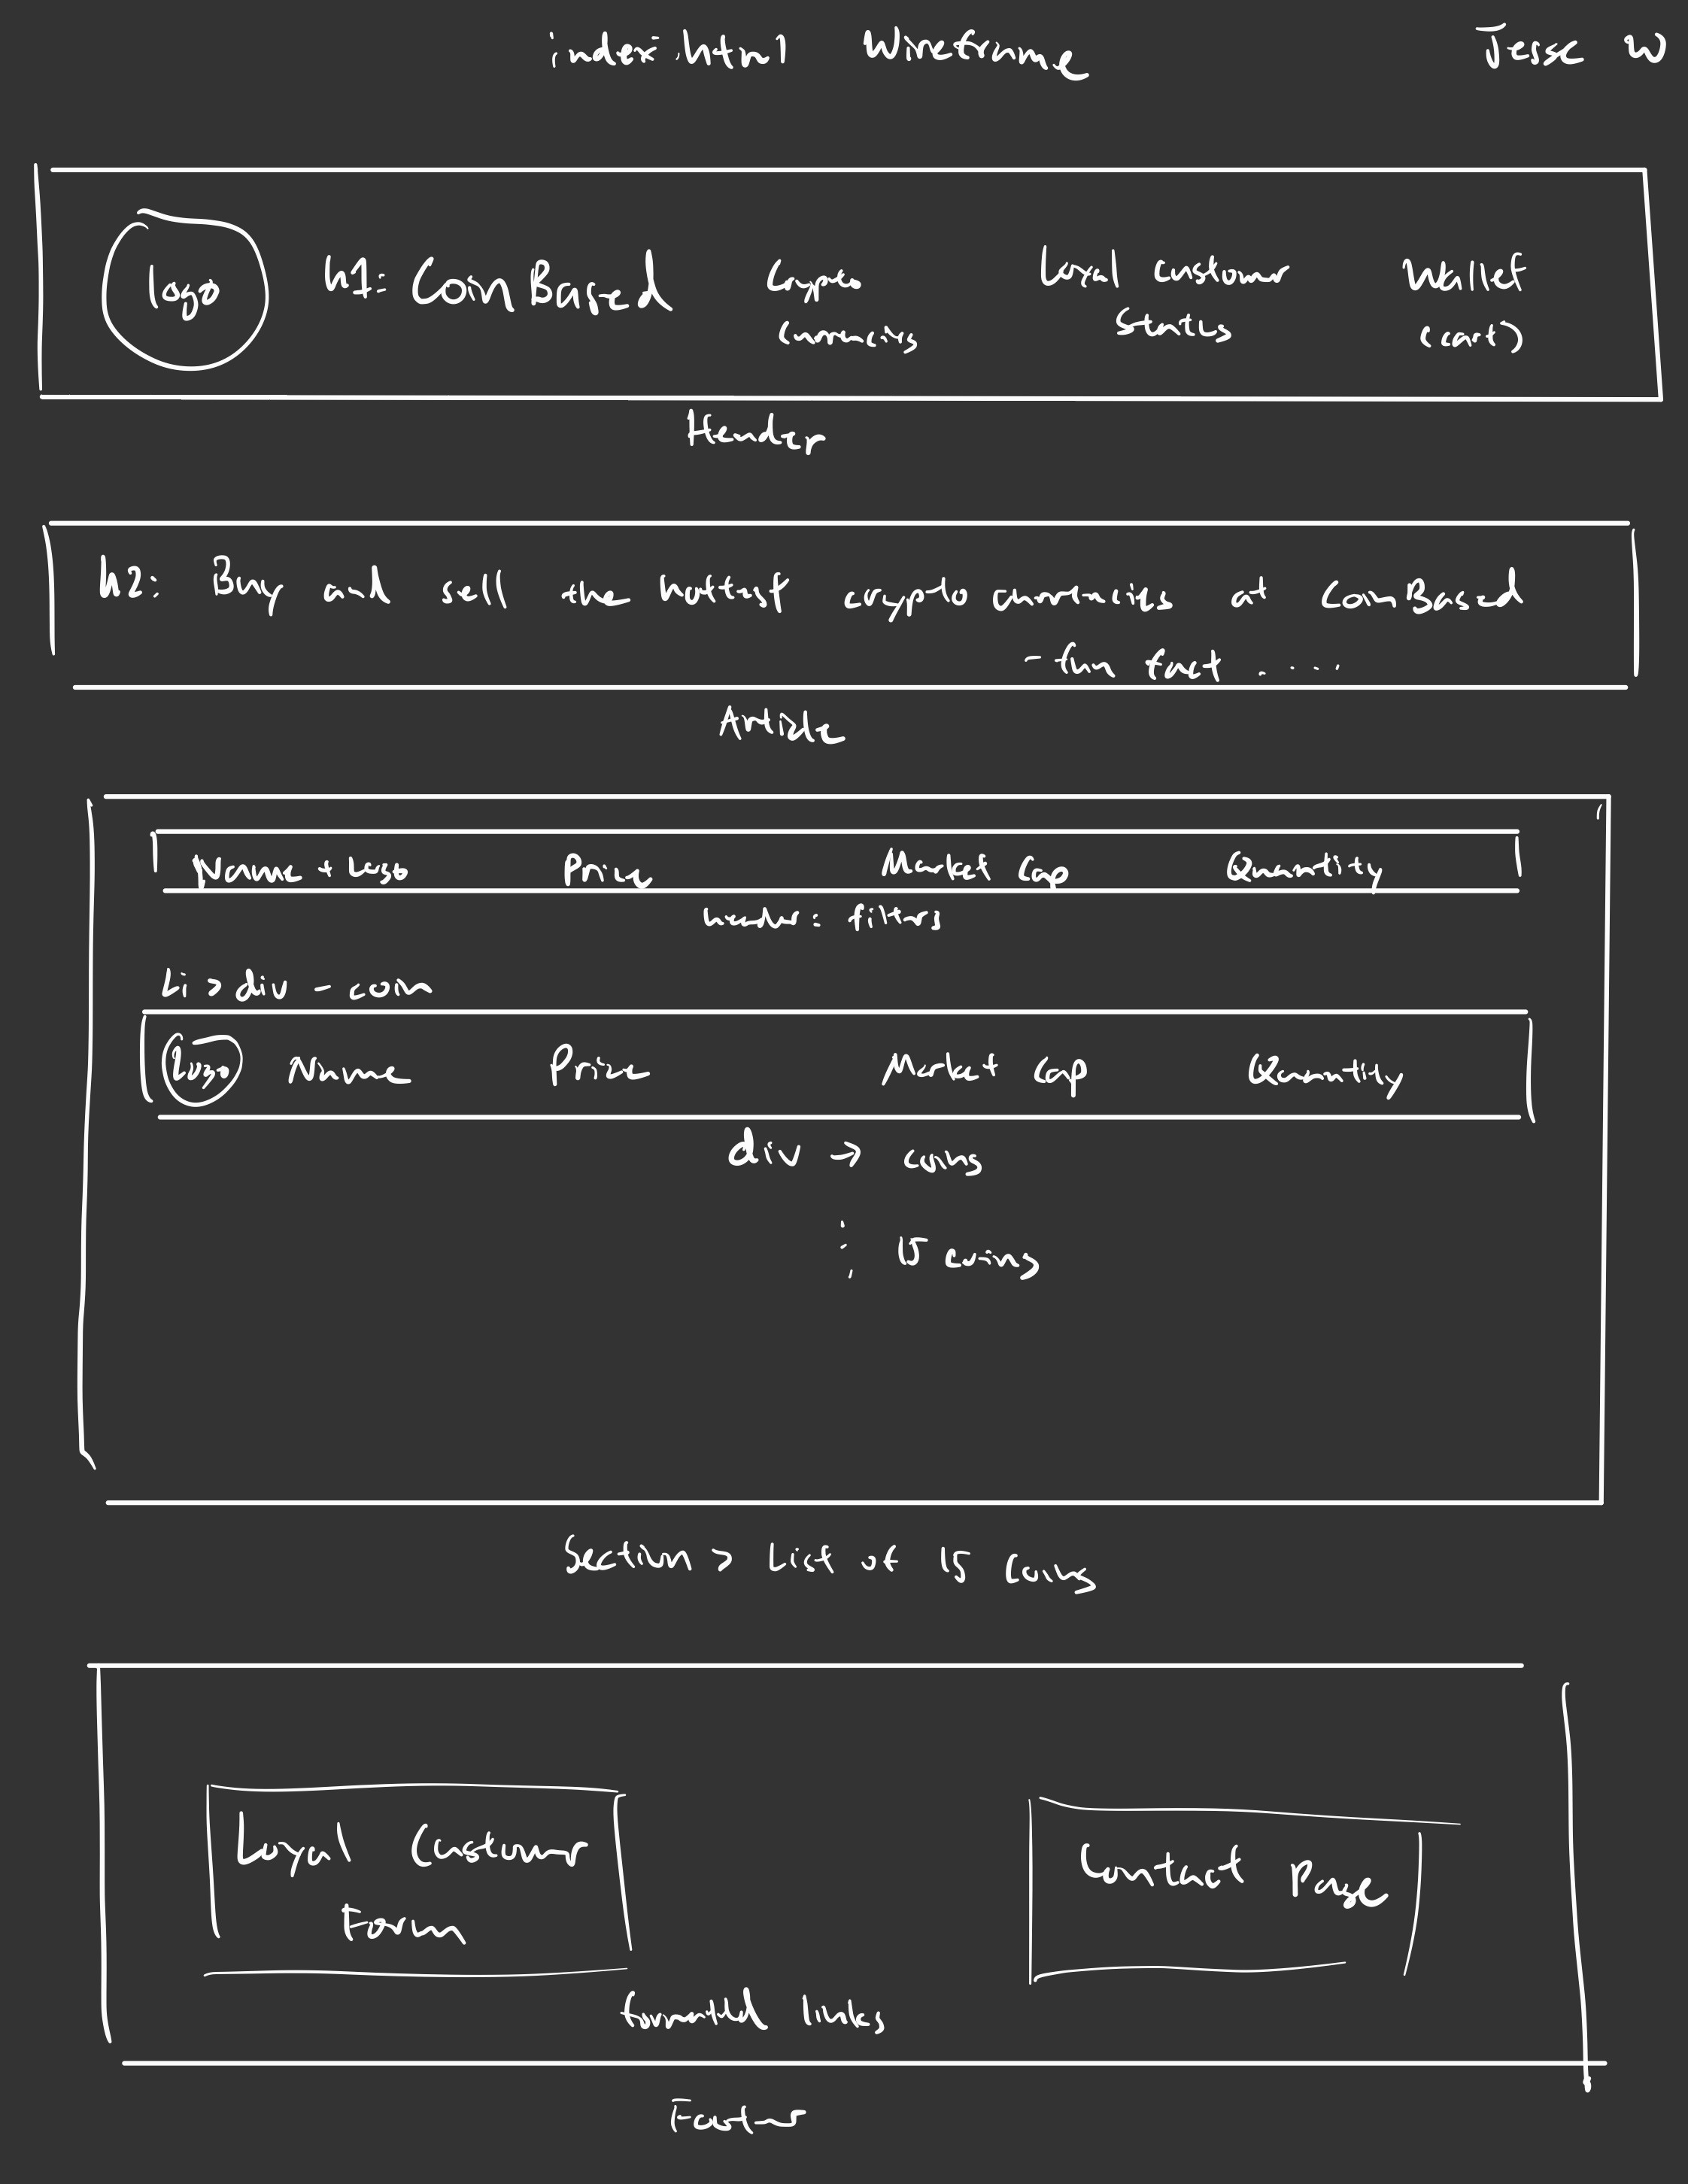 index.html Wireframe
Jess W
Logo
H1: CoinBased
Crypto
Currencies
Loyal customer
Status
Wallet
(cart)
Header
h2: Buy and sell the hottest crypto currencies at CoinBased
- fun fact . . . .
Article
Name + Logo
Price
Market Cap
Quantity
header: filters
Li > div - coin
Logo
Name
Price
Market Cap
Quantity
div → coins
15 coins
Section > List of 15 coins
Loyal Customer
Form
Contact Page
formatted links
Footer